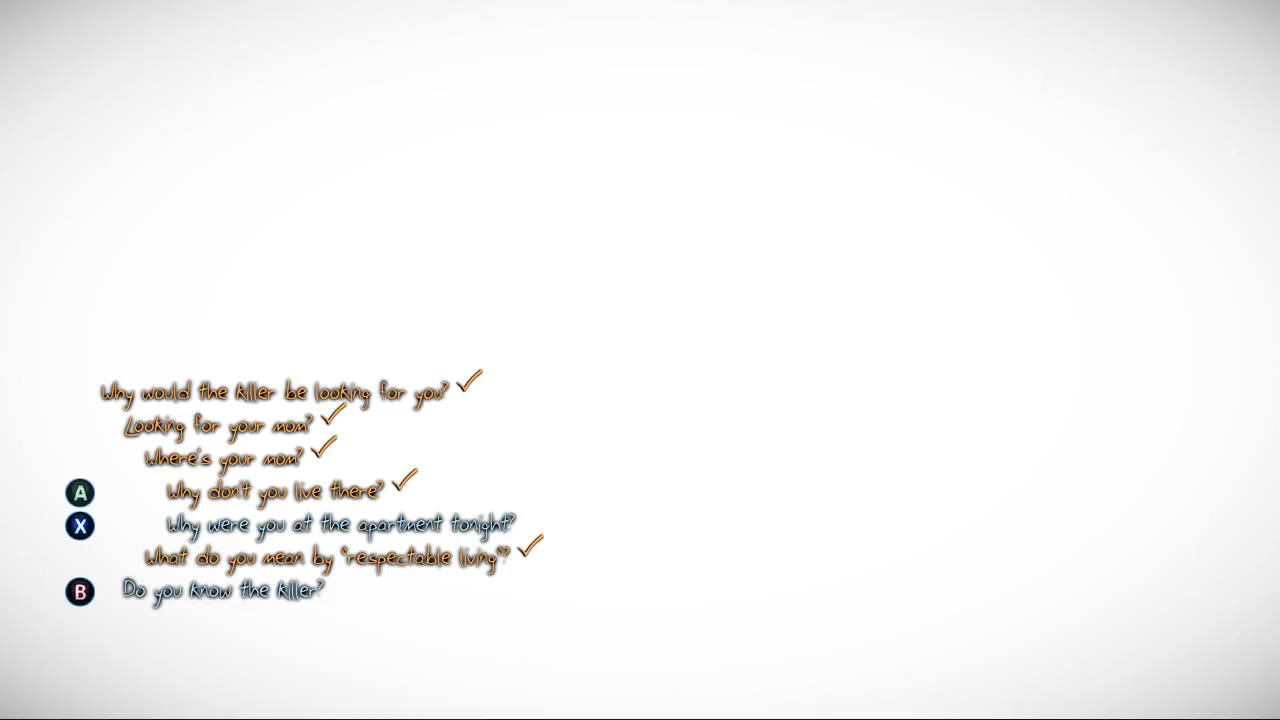 Why would the killer be looking for you?
Looking for your mom?
Where's your mom?
A Why don't you live there?
X Why were you at the apartment tonight?
What do you mean by "respectable living"?
B Do you know the killer?